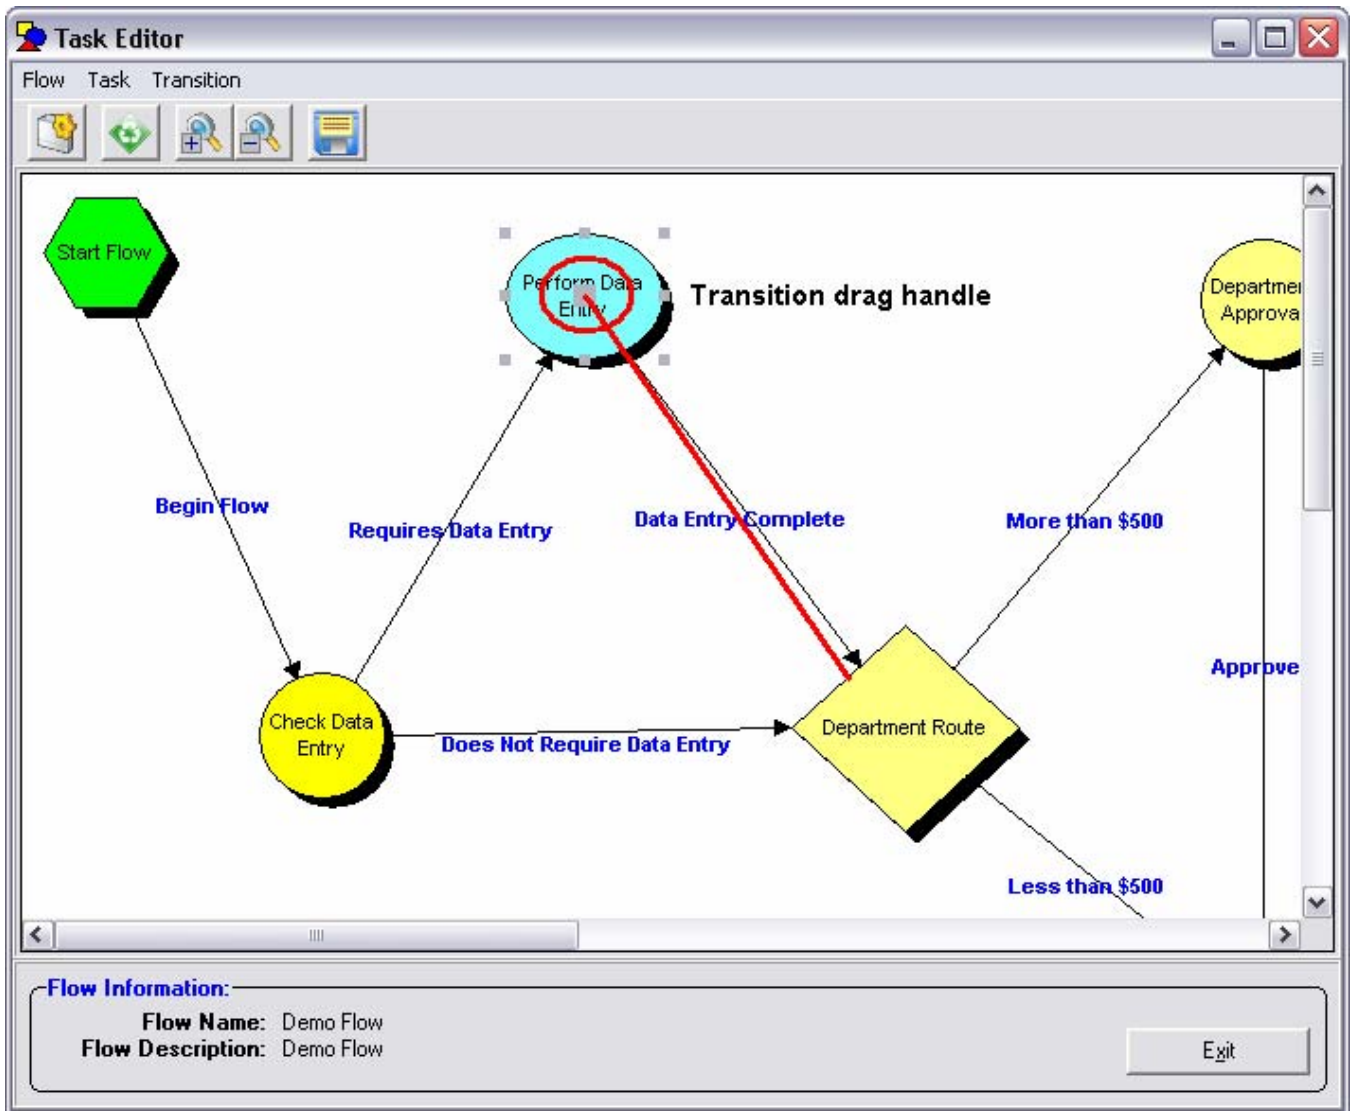 Task Editor
Flow Task Transition
Start Flow
Perform Data
Entry
Transition drag handle
Department
Approva
Begin Flow
Requires Data Entry
Data Entry Complete
More than $500
Check Data
Entry
Does Not Require Data Entry
Department Route
Approve
Less than $500
Flow Information:
Flow Name: Demo Flow
Flow Description: Demo Flow
Exit